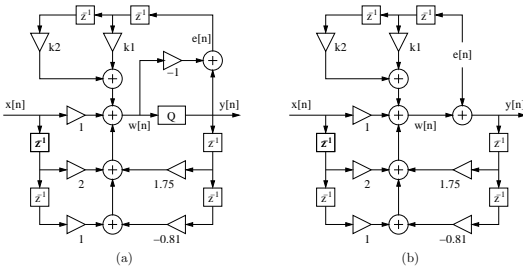 z⁻¹ z⁻¹ z⁻¹ z⁻¹
k2 k1 e[n] k2 k1 e[n]
−1
x[n] y[n] x[n] y[n]
1 w[n] Q 1 w[n]
z⁻¹ z⁻¹ z⁻¹ z⁻¹
2 1.75 2 1.75
z⁻¹ z⁻¹ z⁻¹ z⁻¹
1 −0.81 1 −0.81
(a) (b)